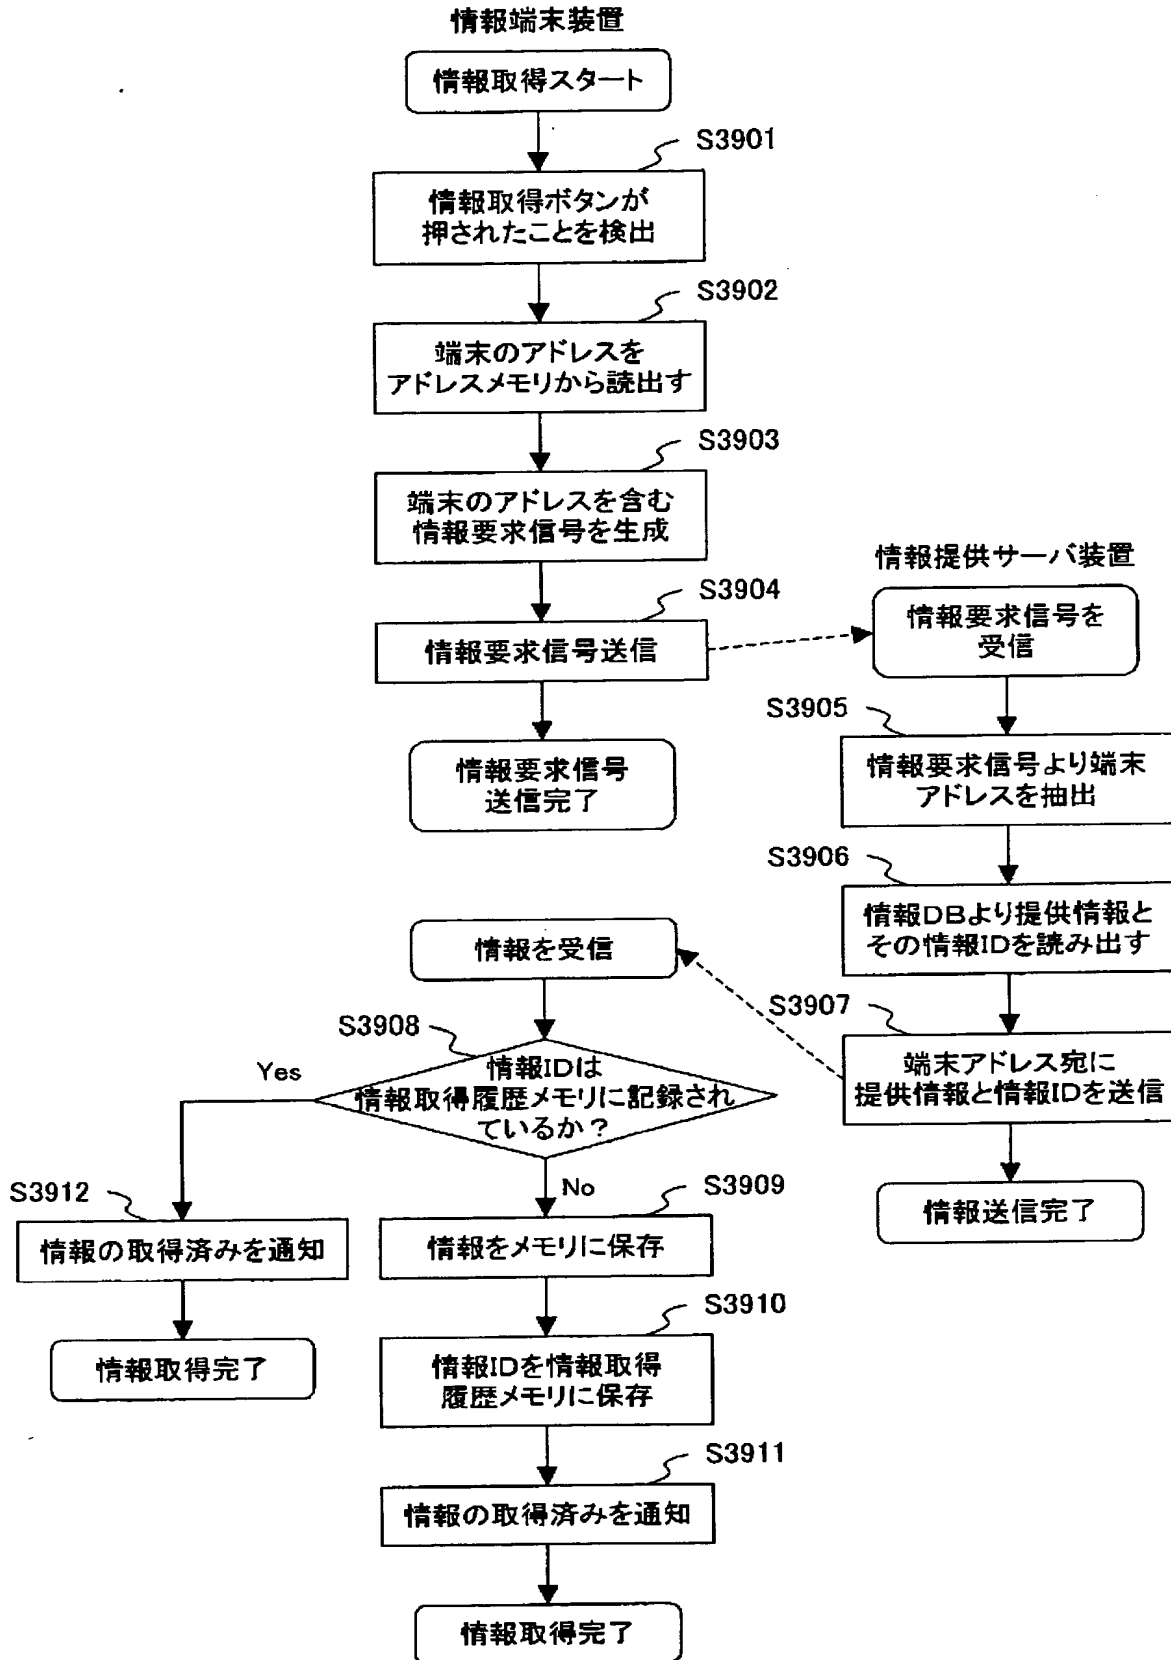 情報端末装置
情報取得スタート
S3901
情報取得ボタンが
押されたことを検出
S3902
端末のアドレスを
アドレスメモリから読出す
S3903
端末のアドレスを含む
情報要求信号を生成
S3904
情報要求信号送信
情報要求信号
送信完了
情報提供サーバ装置
情報要求信号を
受信
S3905
情報要求信号より端末
アドレスを抽出
S3906
情報DBより提供情報と
その情報IDを読み出す
S3907
端末アドレス宛に
提供情報と情報IDを送信
情報送信完了
情報を受信
S3908
情報IDは
情報取得履歴メモリに記録され
ているか？
Yes
No
S3912
情報の取得済みを通知
情報取得完了
S3909
情報をメモリに保存
S3910
情報IDを情報取得
履歴メモリに保存
S3911
情報の取得済みを通知
情報取得完了